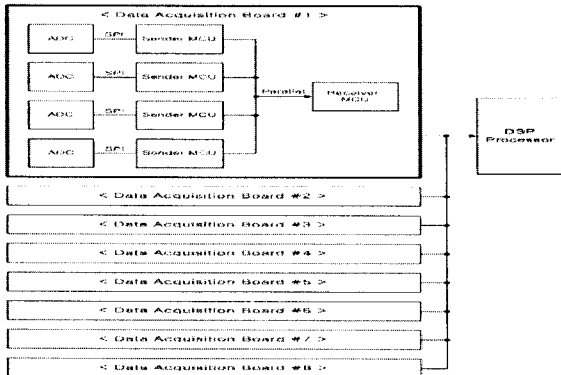 < Data Acquisition Board #1 >
ADC SPI Sender MCU
ADC SPI Sender MCU
ADC SPI Sender MCU
ADC SPI Sender MCU
Parallel
Receiver
MCU
DSP
Processor
< Data Acquisition Board #2 >
< Data Acquisition Board #3 >
< Data Acquisition Board #4 >
< Data Acquisition Board #5 >
< Data Acquisition Board #6 >
< Data Acquisition Board #7 >
< Data Acquisition Board #8 >